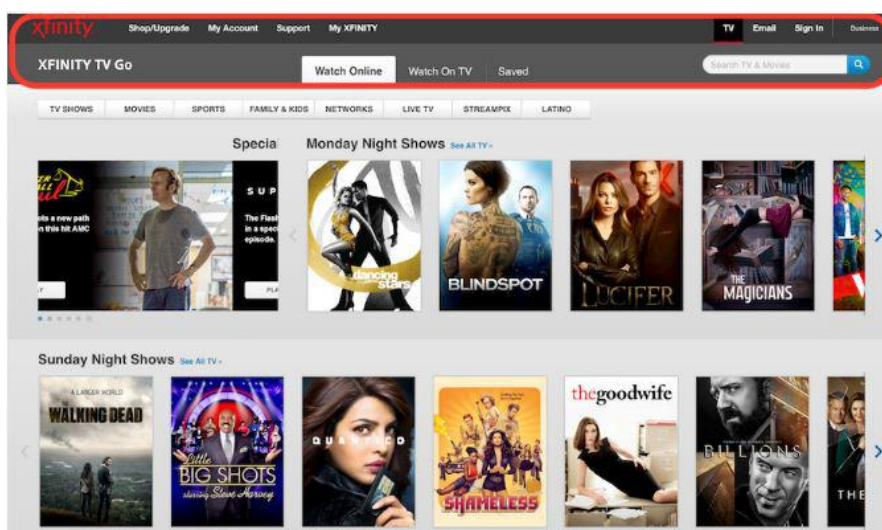 xfinity Shop/Upgrade My Account Support My XFINITY TV Email Sign In Business
XFINITY TV Go Watch Online Watch On TV Saved Search TV & Movies
TV SHOWS MOVIES SPORTS FAMILY & KIDS NETWORKS LIVE TV STREAMPIX LATINO
Specia Monday Night Shows See All TV
ots a new path
n this hit AMC
SUP
The Flash
in a spec
episode.
PL
dancing
stars
BLINDSPOT
LUCIFER
THE
MAGICIANS
Sunday Night Shows See All TV
A LARGER WORLD
WALKING DEAD
Little
BIG SHOTS
starring Steve Harvey
QUANTICO
SHAMELESS
thegoodwife
BILLIONS
THE